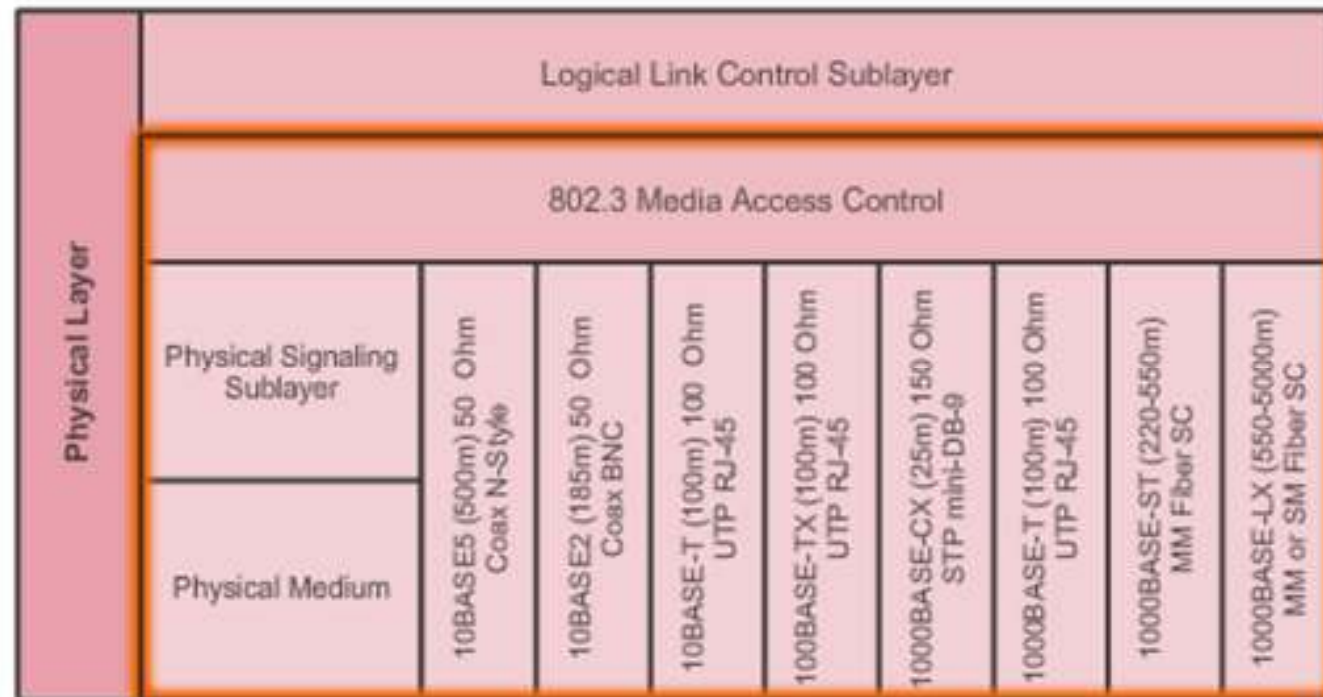 Physical Layer
Logical Link Control Sublayer
802.3 Media Access Control
Physical Signaling
Sublayer
Physical Medium
10BASE5 (500m) 50 Ohm
Coax N-Style
10BASE2 (185m) 50 Ohm
Coax BNC
10BASE-T (100m) 100 Ohm
UTP RJ-45
100BASE-TX (100m) 100 Ohm
UTP RJ-45
1000BASE-CX (25m) 150 Ohm
STP mini-DB-9
1000BASE-T (100m) 100 Ohm
UTP RJ-45
1000BASE-ST (220-550m)
MM Fiber SC
1000BASE-LX (550-5000m)
MM or SM Fiber SC